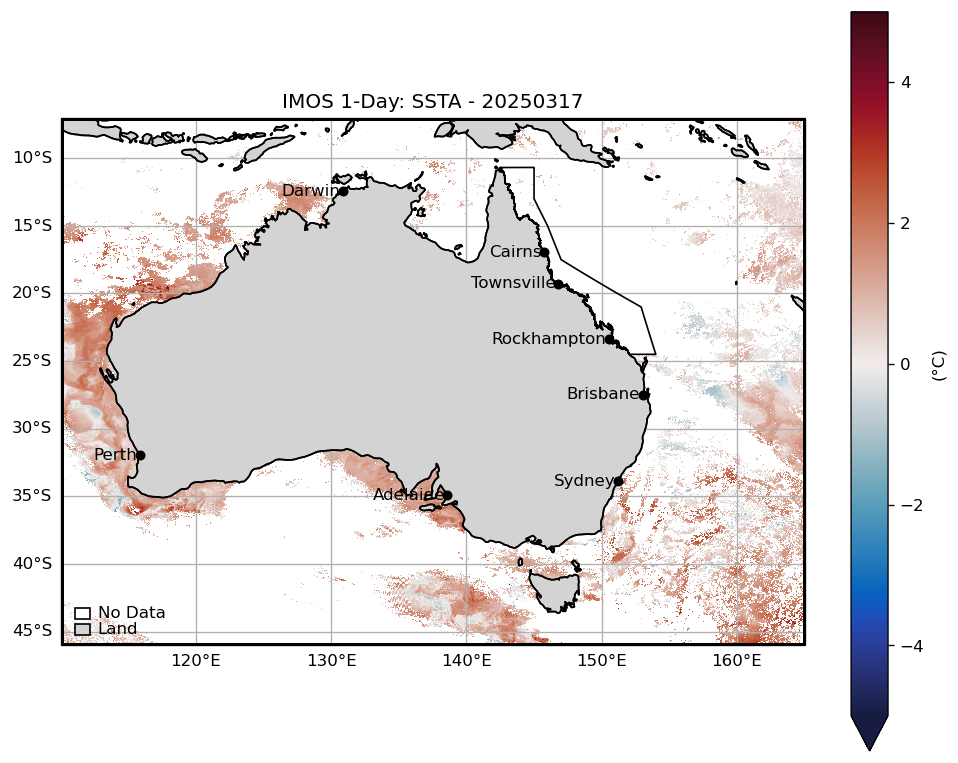 IMOS 1-Day: SSTA - 20250317
10°S
15°S
20°S
25°S
30°S
35°S
40°S
45°S
Darwin
Cairns
Townsville
Rockhampton
Brisbane
Perth
Sydney
Adelaide
No Data
Land
120°E 130°E 140°E 150°E 160°E
4
2
0
−2
−4
(°C)